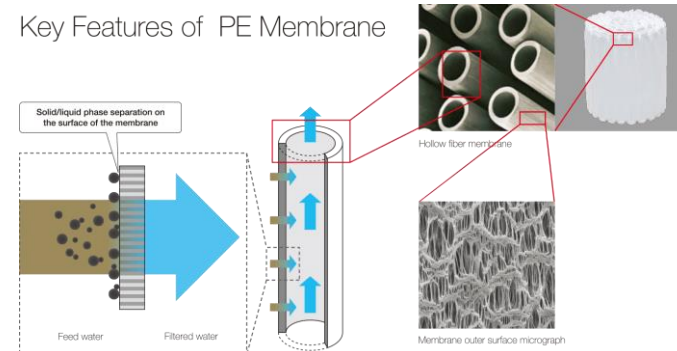 Key Features of PE Membrane
Solid/liquid phase separation on
the surface of the membrane
Hollow fiber membrane
Feed water
Filtered water
Membrane outer surface micrograph